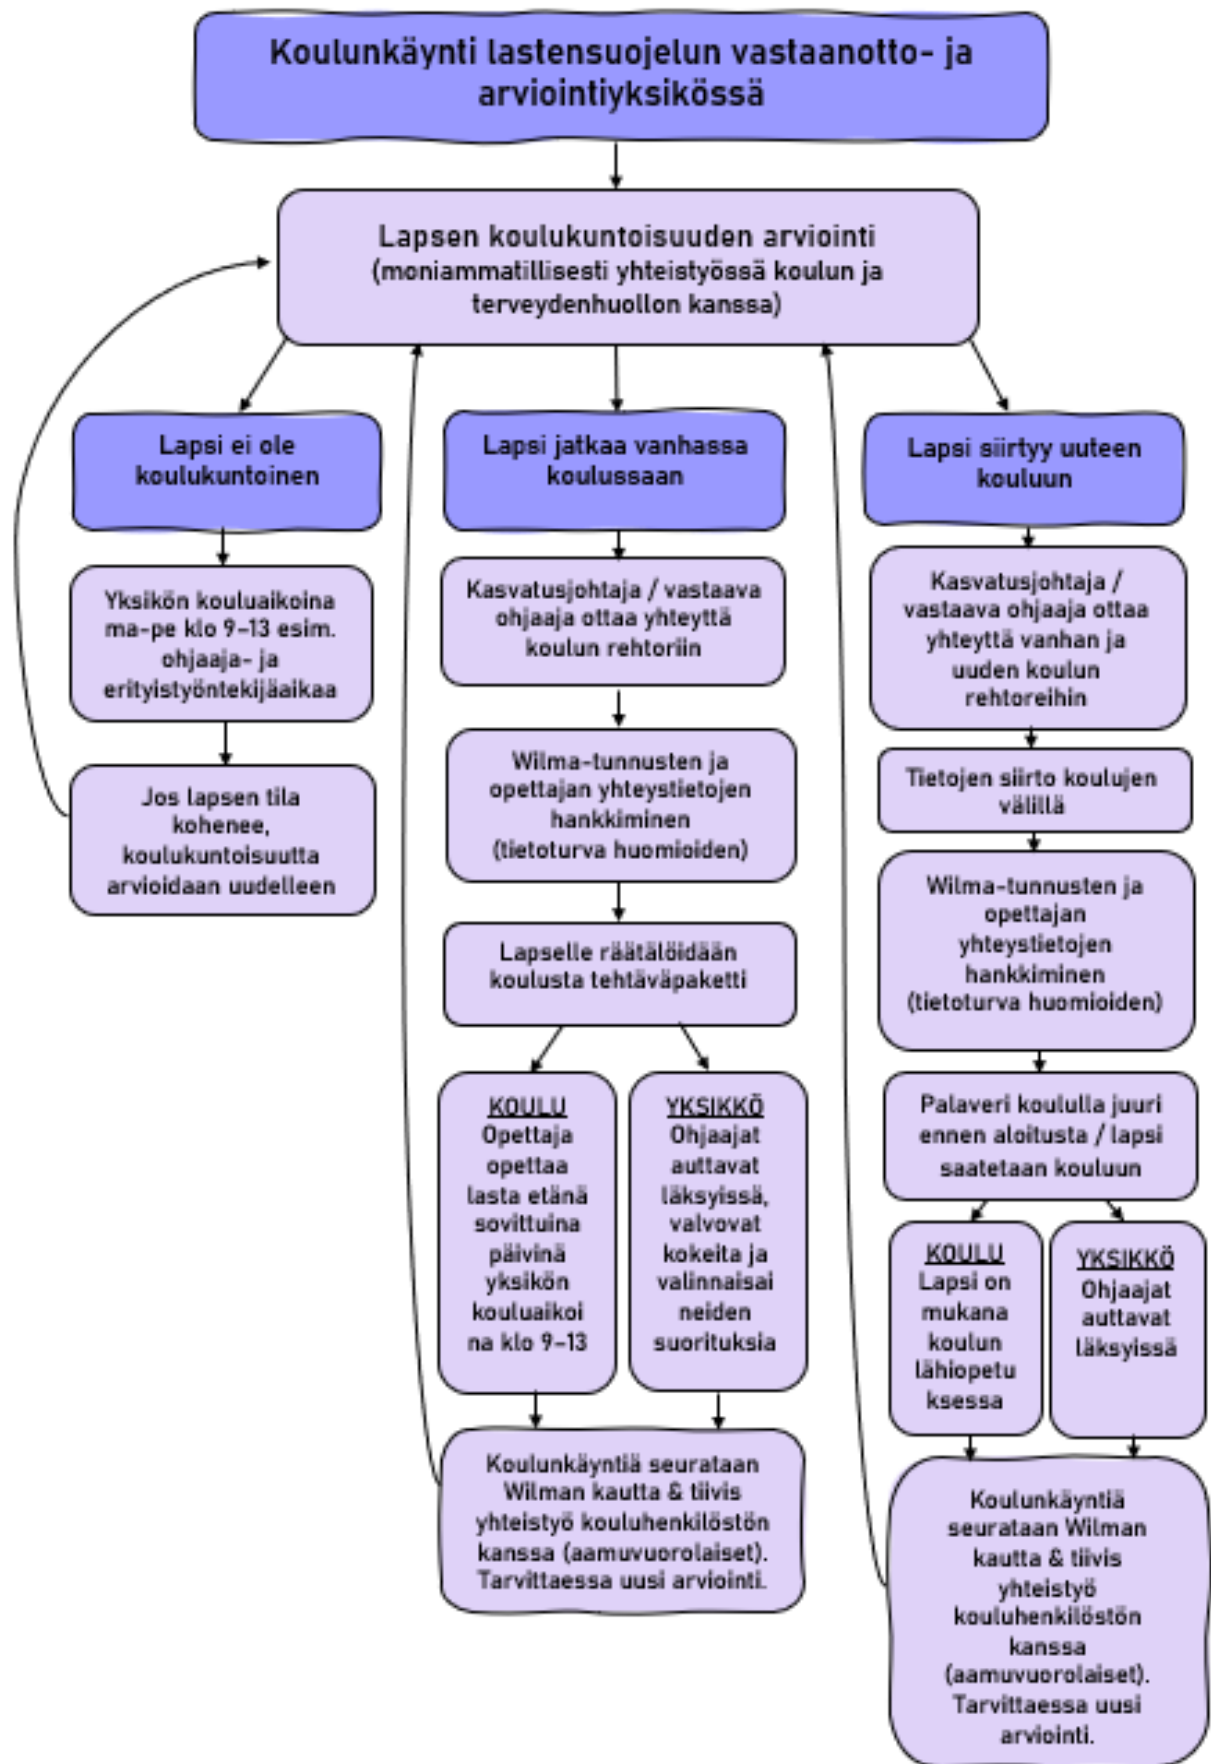 Koulunkäynti lastensuojelun vastaanotto- ja
arviointiyksikössä
Lapsen koulukuntoisuuden arviointi
(moniammatillisesti yhteistyössä koulun ja
terveydenhuollon kanssa)
Lapsi ei ole
koulukuntoinen
Yksikön kouluaikoina
ma-pe klo 9-13 esim.
ohjaaja- ja
erityistyöntekijäaikaa
Jos lapsen tila
kohenee,
koulukuntoisuutta
arvioidaan uudelleen
Lapsi jatkaa vanhassa
koulussaan
Kasvatusjohtaja / vastaava
ohjaaja ottaa yhteyttä
koulun rehtoriin
Wilma-tunnusten ja
opettajan yhteystietojen
hankkiminen
(tietoturva huomioiden)
Lapselle räätälöidään
koulusta tehtäväpaketti
KOULU
Opettaja
opettaa
lasta etänä
sovittuina
päivinä
yksikön
kouluaikoi
na klo 9-13
YKSIKKÖ
Ohjaajat
auttavat
läksyissä,
valvovat
kokeita ja
valinnaisai
neiden
suorituksia
Koulunkäyntiä seurataan
Wilman kautta & tiivis
yhteistyö kouluhenkilöstön
kanssa (aamuvuorolaiset).
Tarvittaessa uusi arviointi.
Lapsi siirtyy uuteen
kouluun
Kasvatusjohtaja /
vastaava ohjaaja ottaa
yhteyttä vanhan ja
uuden koulun
rehtoreihin
Tietojen siirto koulujen
välillä
Wilma-tunnusten ja
opettajan
yhteystietojen
hankkiminen
(tietoturva huomioiden)
Palaveri koululla juuri
ennen aloitusta / lapsi
saatetaan kouluun
KOULU
Lapsi on
mukana
koulun
lähiopetu
ksessa
YKSIKKÖ
Ohjaajat
auttavat
läksyissä
Koulunkäyntiä
seurataan Wilman
kautta & tiivis
yhteistyö
kouluhenkilöstön
kanssa
(aamuvuorolaiset).
Tarvittaessa uusi
arviointi.